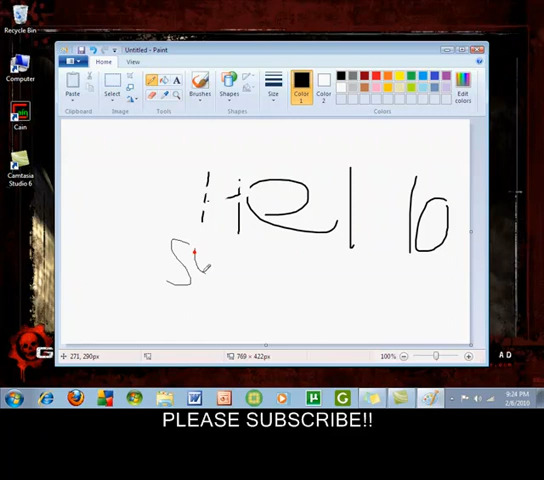 Recycle Bin
Computer
Cain
Camtasia
Studio 6
Untitled - Paint
Home
View
Paste
Select
Brushes
Shapes
Size
Color
1
Color
2
Edit
colors
Clipboard
Image
Tools
Shapes
Colors
271, 290px
769 × 422px
100%
G
AD
9:24 PM
2/6/2010
PLEASE SUBSCRIBE!!